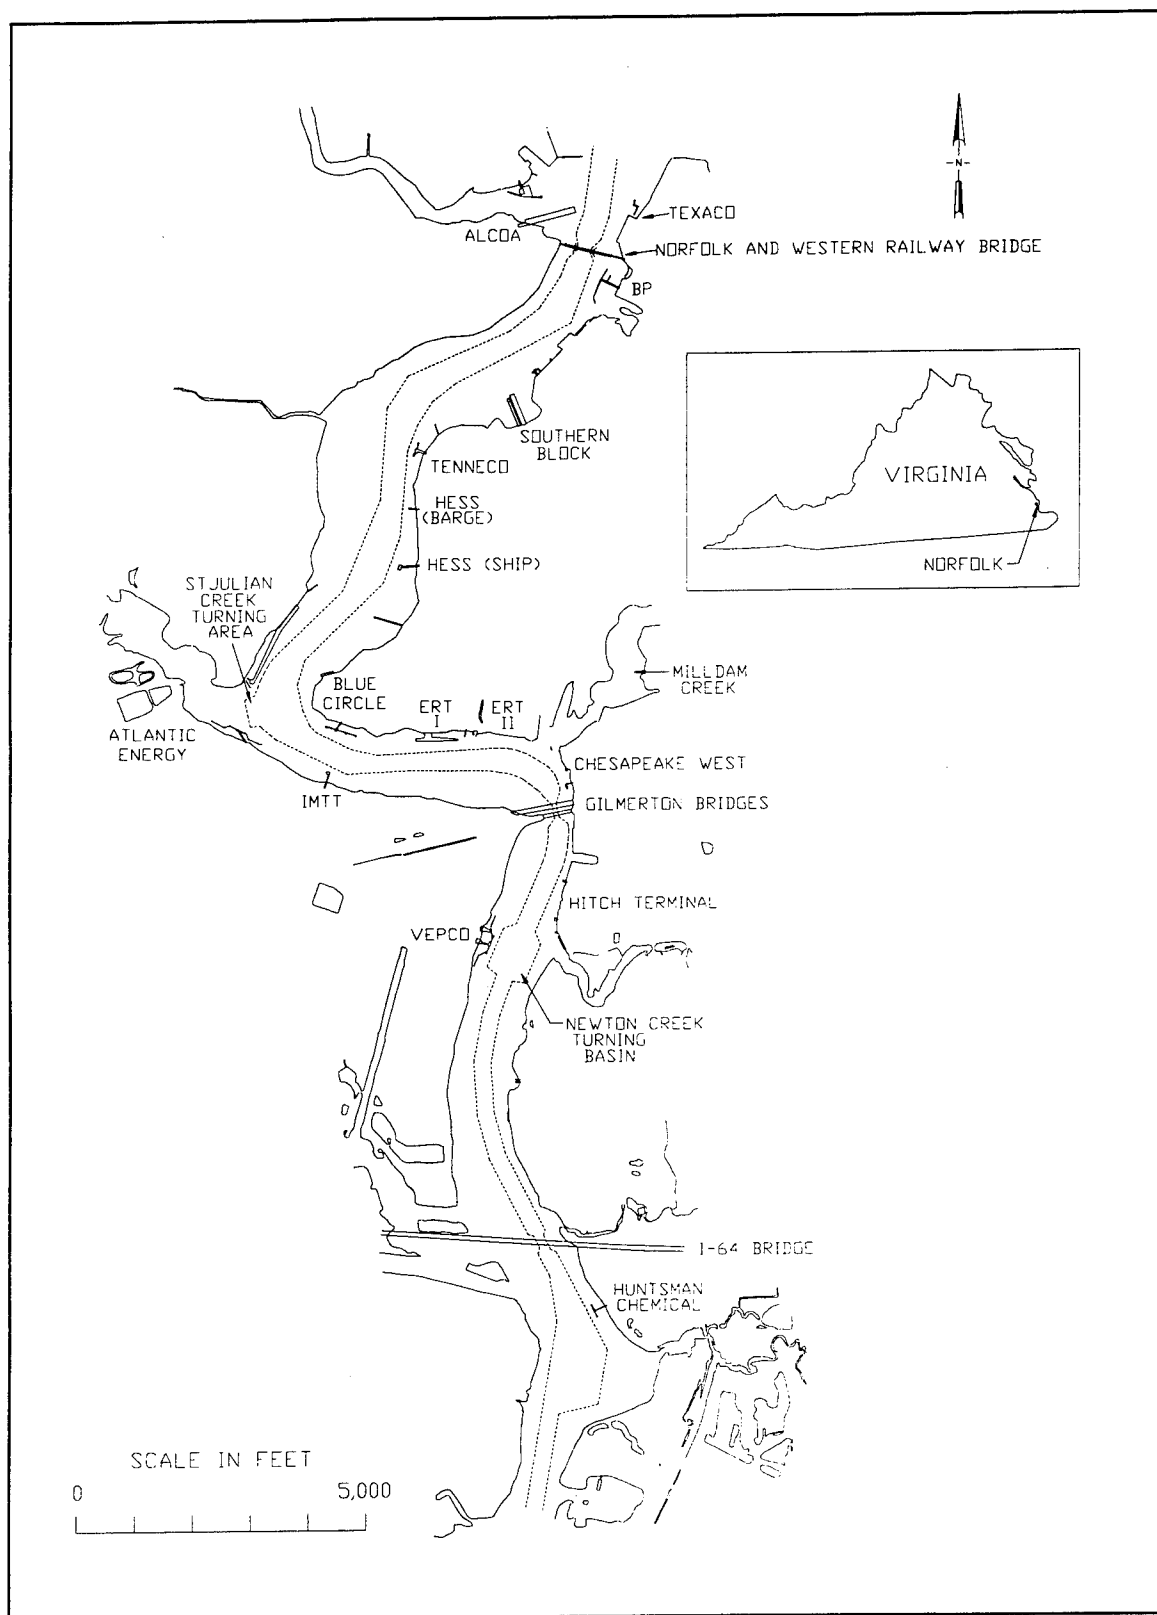 N
TEXACO
ALCOA
NORFOLK AND WESTERN RAILWAY BRIDGE
BP
SOUTHERN
BLOCK
TENNECO
VIRGINIA
HESS
(BARGE)
NORFOLK
HESS (SHIP)
ST JULIAN
CREEK
TURNING
AREA
MILLDAM
CREEK
BLUE
CIRCLE
ERT
I
ERT
II
ATLANTIC
ENERGY
CHESAPEAKE WEST
IMTT
GILMERTON BRIDGES
HITCH TERMINAL
VEPCO
NEWTON CREEK
TURNING
BASIN
I-64 BRIDGE
HUNTSMAN
CHEMICAL
SCALE IN FEET
0
5,000